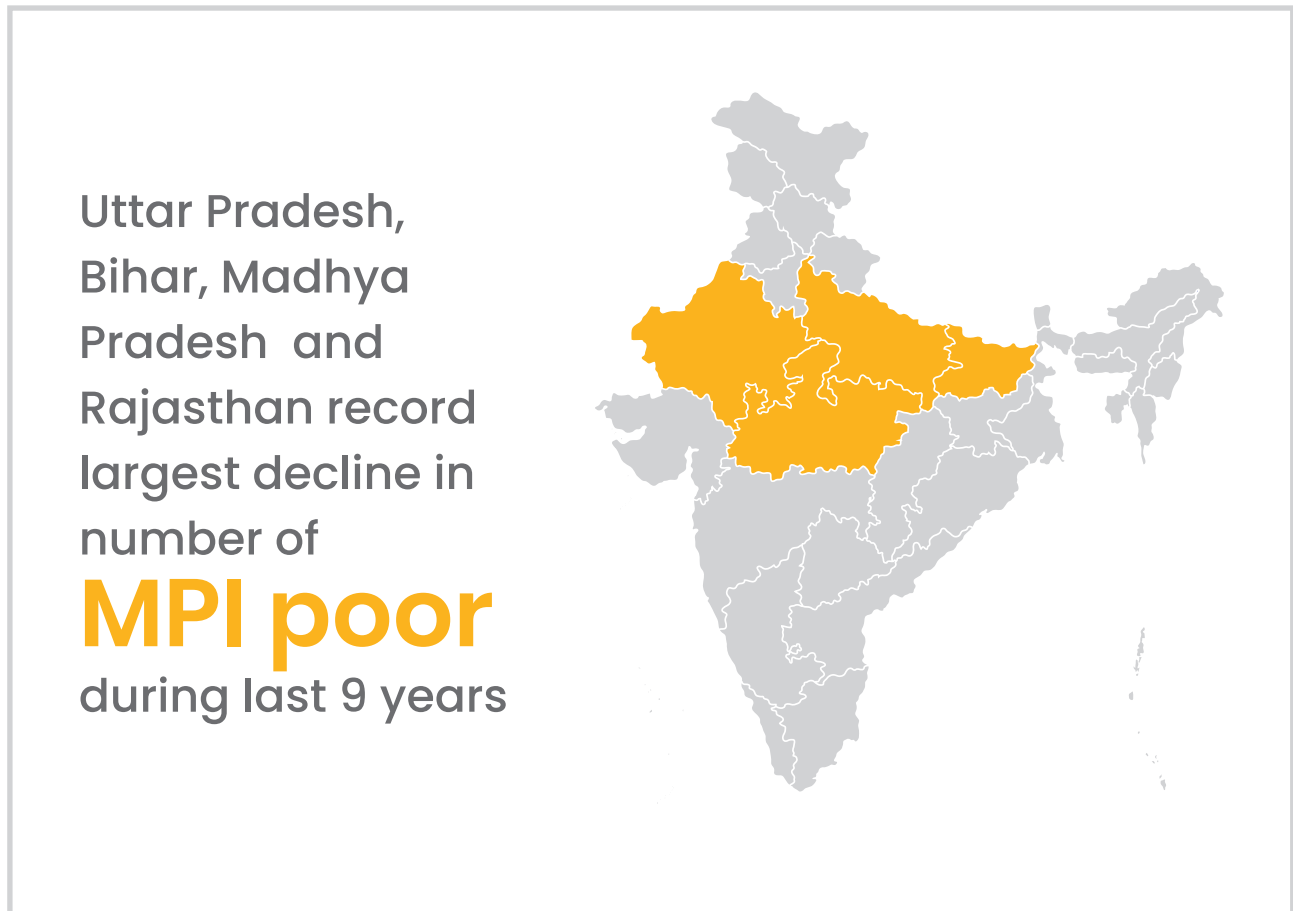 Uttar Pradesh,
Bihar, Madhya
Pradesh and
Rajasthan record
largest decline in
number of
MPI poor
during last 9 years